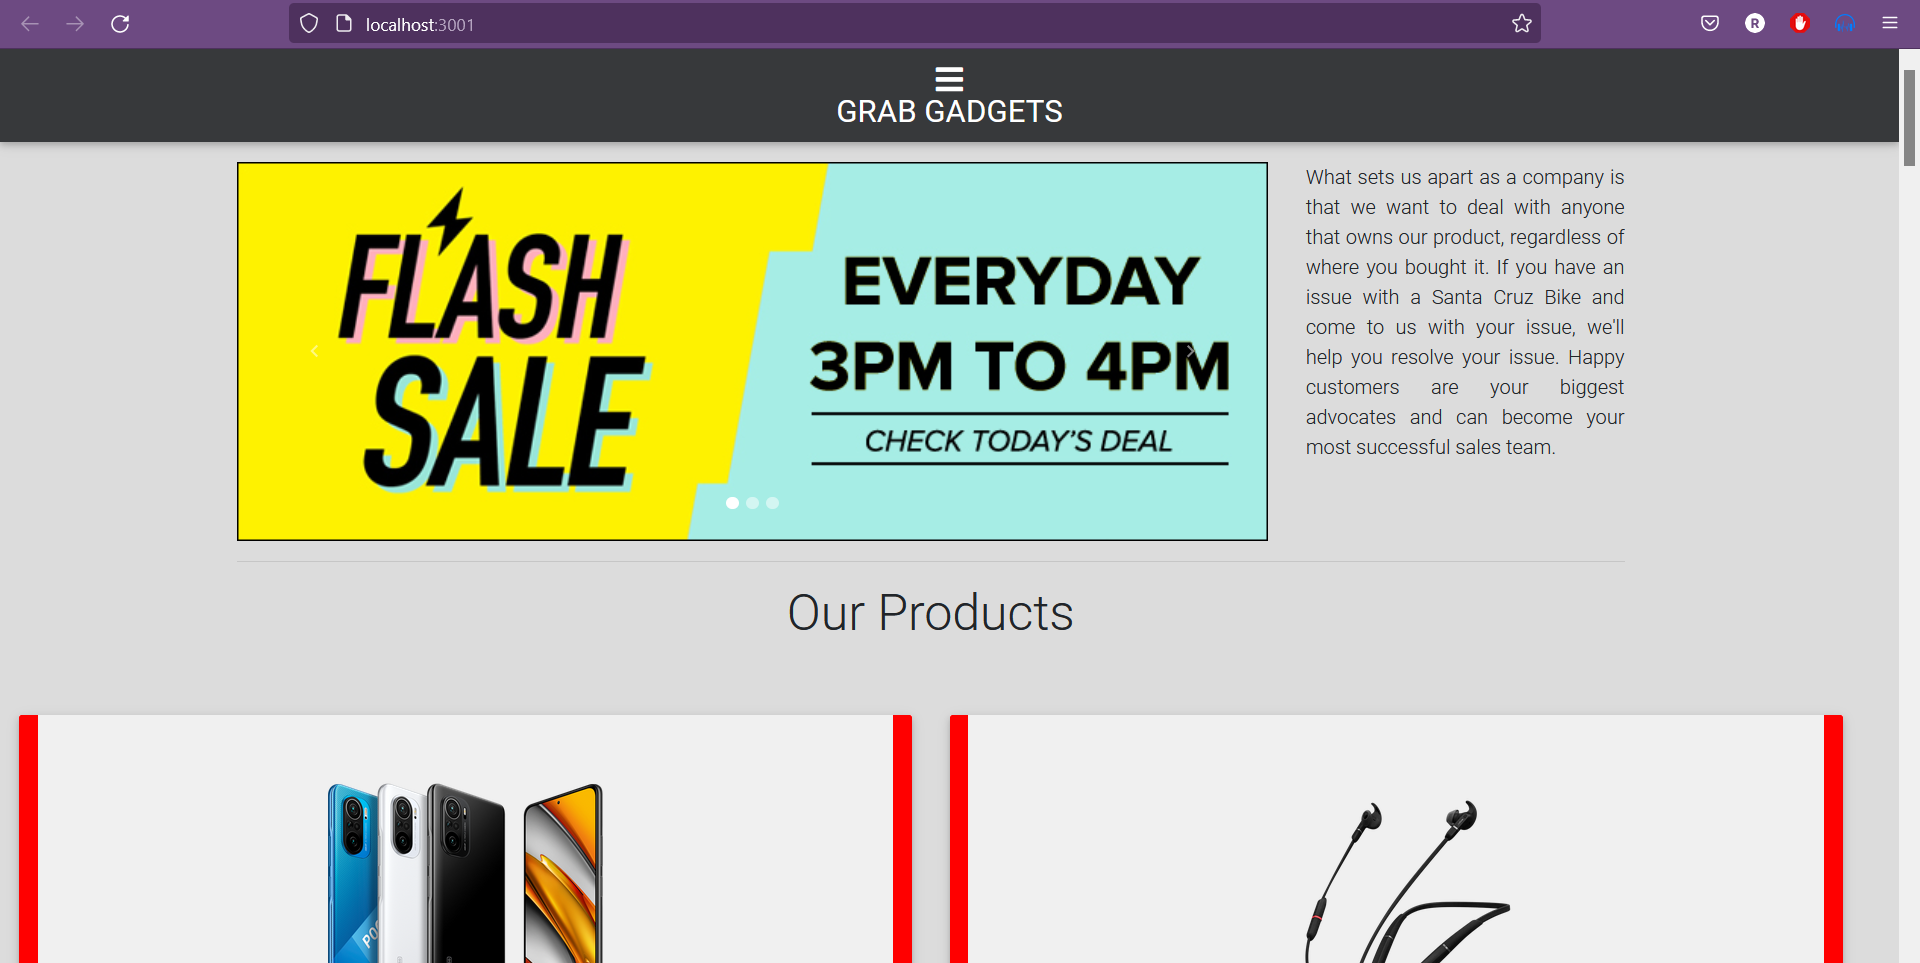 localhost:3001
R
GRAB GADGETS
FLASH
SALE
EVERYDAY
3PM TO 4PM
CHECK TODAY'S DEAL
What sets us apart as a company is
that we want to deal with anyone
that owns our product, regardless of
where you bought it. If you have an
issue with a Santa Cruz Bike and
come to us with your issue, we'll
help you resolve your issue. Happy
customers are your biggest
advocates and can become your
most successful sales team.
Our Products